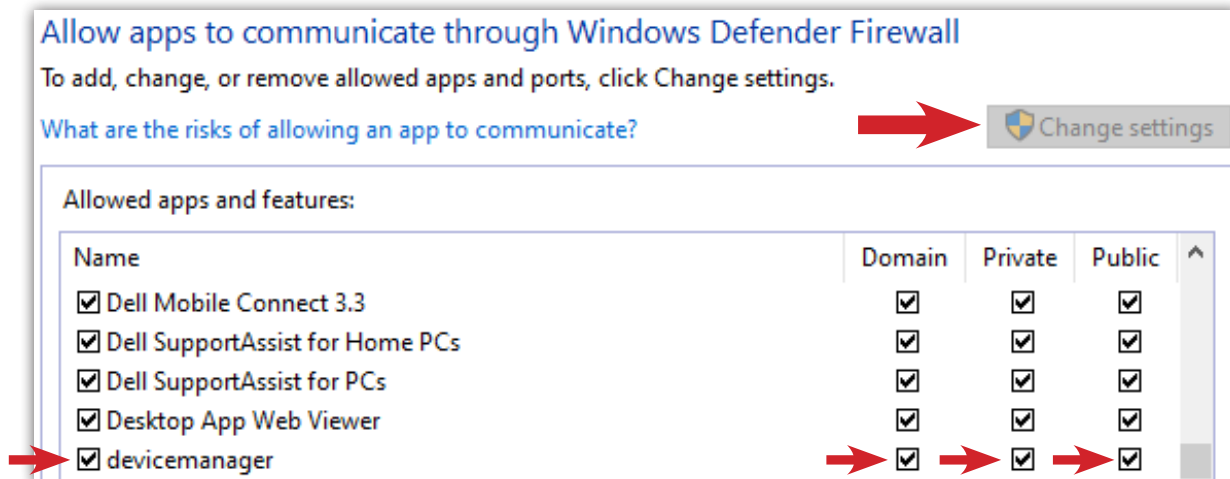 Allow apps to communicate through Windows Defender Firewall
To add, change, or remove allowed apps and ports, click Change settings.
What are the risks of allowing an app to communicate? Change settings
Allowed apps and features:
Name Domain Private Public
Dell Mobile Connect 3.3
Dell SupportAssist for Home PCs
Dell SupportAssist for PCs
Desktop App Web Viewer
devicemanager